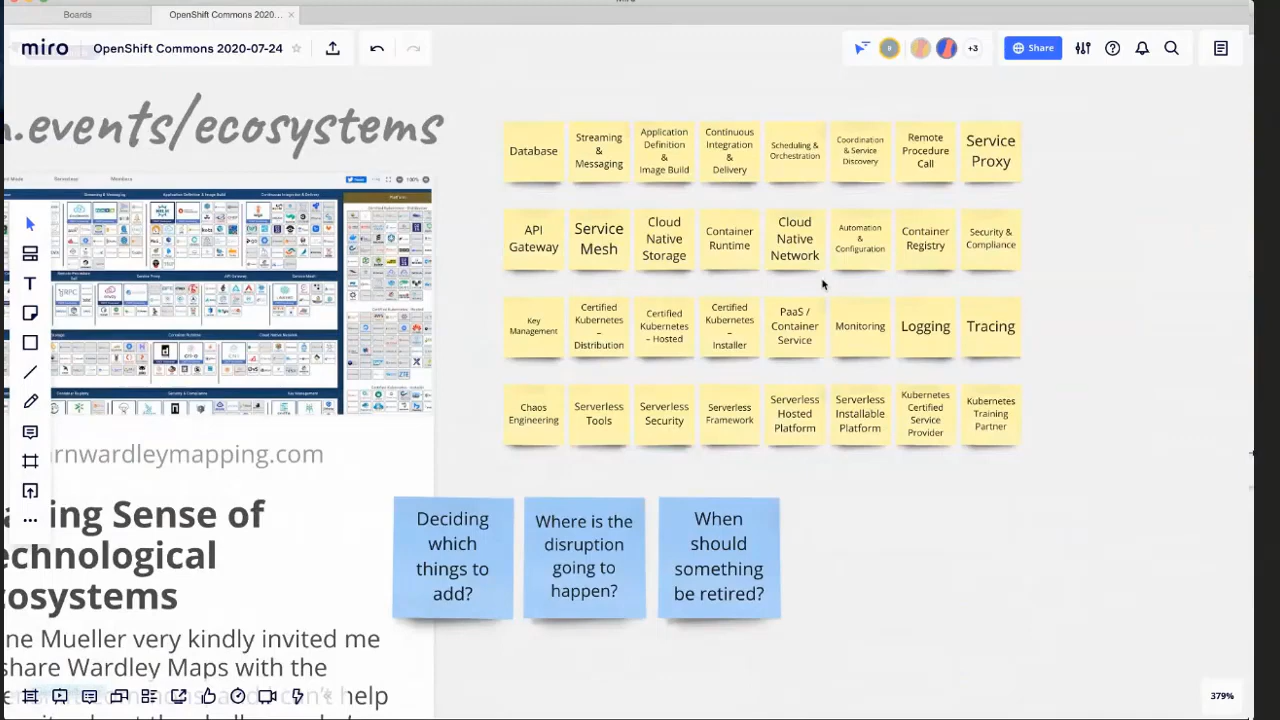 Boards
OpenShift Commons 2020...
miro
OpenShift Commons 2020-07-24
+3
Share
.events/ecosystems
Database
Streaming
&
Messaging
Application
Definition
&
Image Build
Continuous
Integration
&
Delivery
Scheduling &
Orchestration
Coordination
& Service
Discovery
Remote
Procedure
Call
Service
Proxy
API
Gateway
Service
Mesh
Cloud
Native
Storage
Container
Runtime
Cloud
Native
Network
Automation
&
Configuration
Container
Registry
Security &
Compliance
Key
Management
Certified
Kubernetes
–
Distribution
Certified
Kubernetes
– Hosted
Certified
Kubernetes
–
Installer
PaaS /
Container
Service
Monitoring
Logging
Tracing
Chaos
Engineering
Serverless
Tools
Serverless
Security
Serverless
Framework
Serverless
Hosted
Platform
Serverless
Installable
Platform
Kubernetes
Certified
Service
Provider
Kubernetes
Training
Partner
arnwardleymapping.com
ing Sense of
echnological
cosystems
ne Mueller very kindly invited me
share Wardley Maps with the
help
Deciding
which
things to
add?
Where is the
disruption
going to
happen?
When
should
something
be retired?
379%